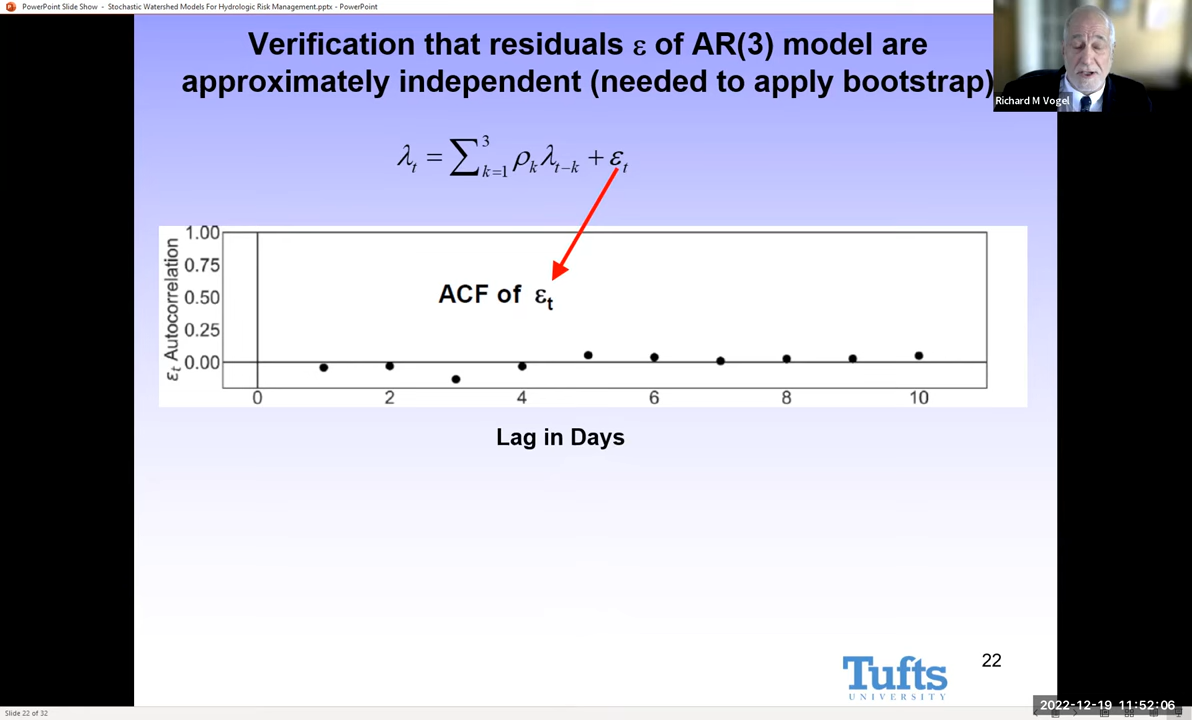 PowerPoint Slide Show - Stochastic Watershed Models For Hydrologic Risk Management.pptx - PowerPoint
Verification that residuals ε of AR(3) model are
approximately independent (needed to apply bootstrap)
Richard M Vogel
λt = ∑³k=1 ρkλt−k + εt
εt Autocorrelation
1.00
0.75
0.50
0.25
0.00
ACF of εt
0 2 4 6 8 10
Lag in Days
Tufts
UNIVERSITY
22
Slide 22 of 32
2022-12-19 11:52:06